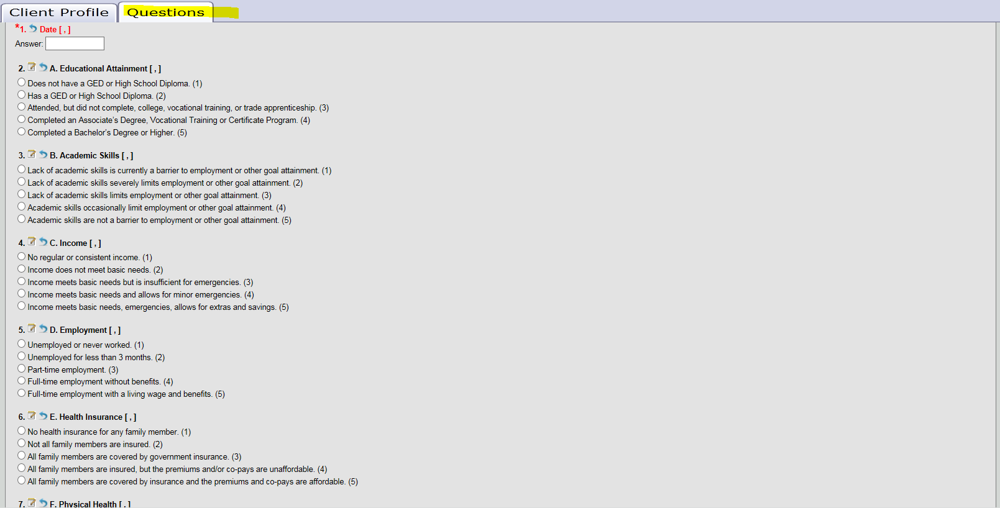 Client Profile Questions
*1. Date [ , ]
Answer:
2. A. Educational Attainment [ , ]
Does not have a GED or High School Diploma. (1)
Has a GED or High School Diploma. (2)
Attended, but did not complete, college, vocational training, or trade apprenticeship. (3)
Completed an Associate's Degree, Vocational Training or Certificate Program. (4)
Completed a Bachelor's Degree or Higher. (5)
3. B. Academic Skills [ , ]
Lack of academic skills is currently a barrier to employment or other goal attainment. (1)
Lack of academic skills severely limits employment or other goal attainment. (2)
Lack of academic skills limits employment or other goal attainment. (3)
Academic skills occasionally limit employment or other goal attainment. (4)
Academic skills are not a barrier to employment or other goal attainment. (5)
4. C. Income [ , ]
No regular or consistent income. (1)
Income does not meet basic needs. (2)
Income meets basic needs but is insufficient for emergencies. (3)
Income meets basic needs and allows for minor emergencies. (4)
Income meets basic needs, emergencies, allows for extras and savings. (5)
5. D. Employment [ , ]
Unemployed or never worked. (1)
Unemployed for less than 3 months. (2)
Part-time employment. (3)
Full-time employment without benefits. (4)
Full-time employment with a living wage and benefits. (5)
6. E. Health Insurance [ , ]
No health insurance for any family member. (1)
Not all family members are insured. (2)
All family members are covered by government insurance. (3)
All family members are insured, but the premiums and/or co-pays are unaffordable. (4)
All family members are covered by insurance and the premiums and co-pays are affordable. (5)
7. F. Physical Health [ , ]